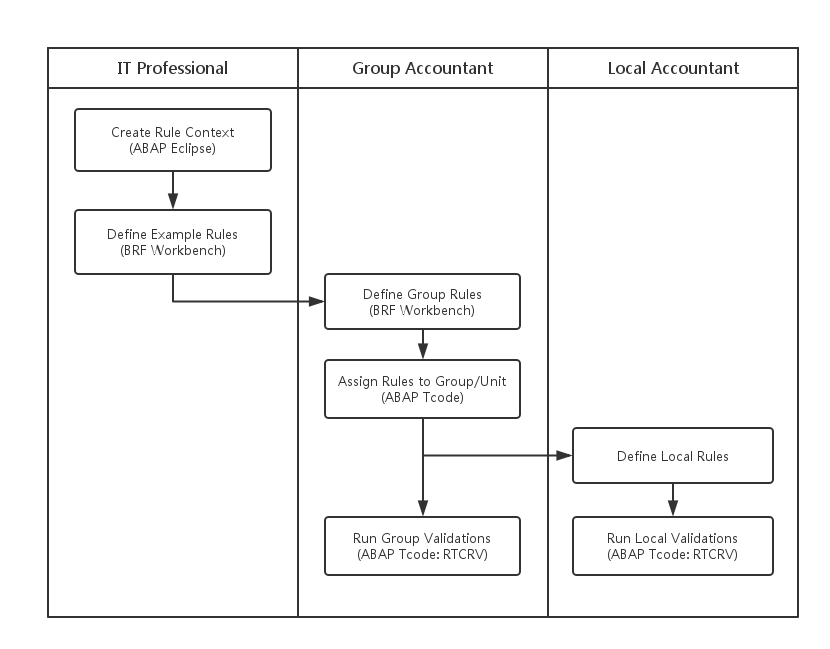 IT Professional
Group Accountant
Local Accountant
Create Rule Context
(ABAP Eclipse)
Define Example Rules
(BRF Workbench)
Define Group Rules
(BRF Workbench)
Assign Rules to Group/Unit
(ABAP Tcode)
Define Local Rules
Run Group Validations
(ABAP Tcode: RTCRV)
Run Local Validations
(ABAP Tcode: RTCRV)